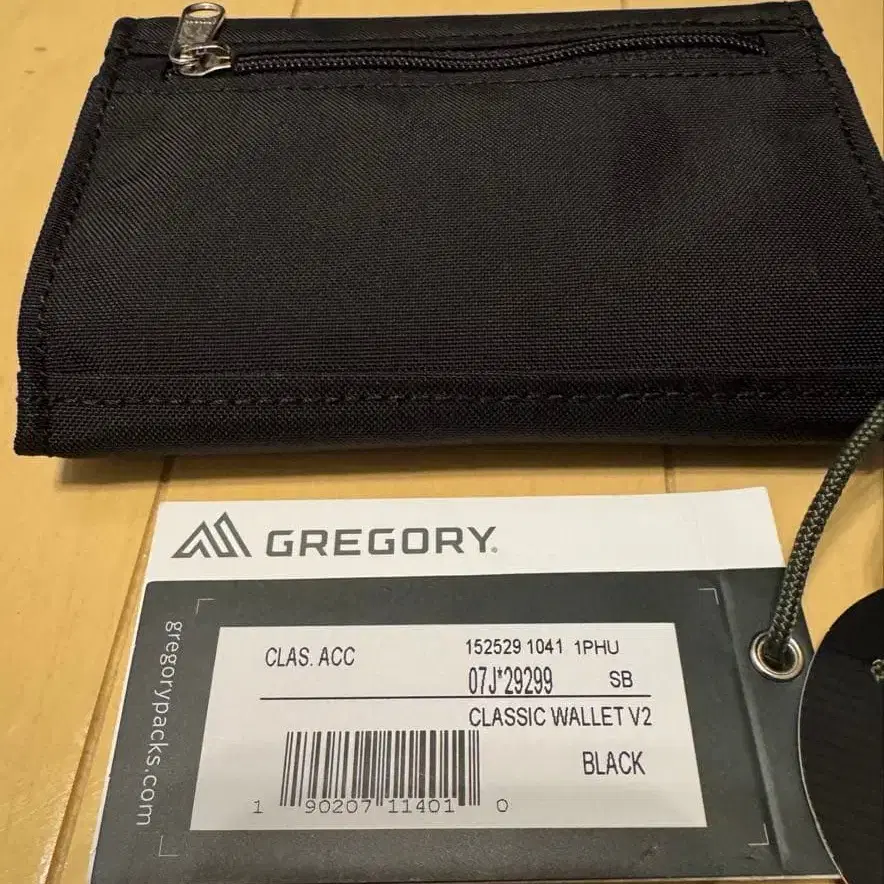 GREGORY.
gregorypacks.com
CLAS. ACC
152529 1041 1PHU
07J*29299 SB
CLASSIC WALLET V2
BLACK
1 90207 11401 0